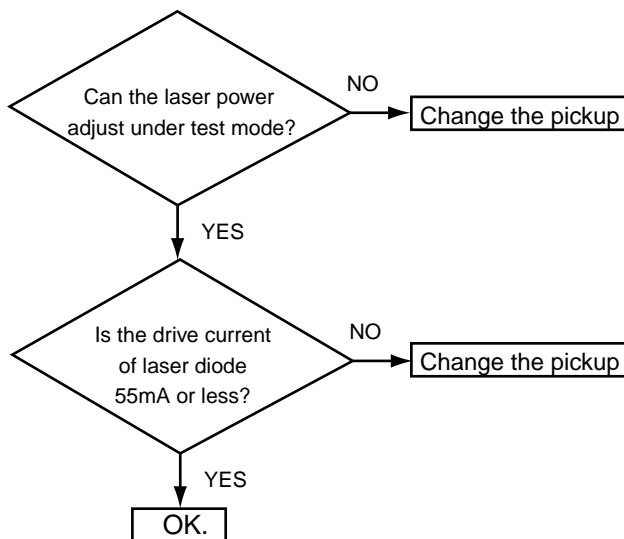 Can the laser power
adjust under test mode?
NO
Change the pickup
YES
Is the drive current
of laser diode
55mA or less?
NO
Change the pickup
YES
OK.